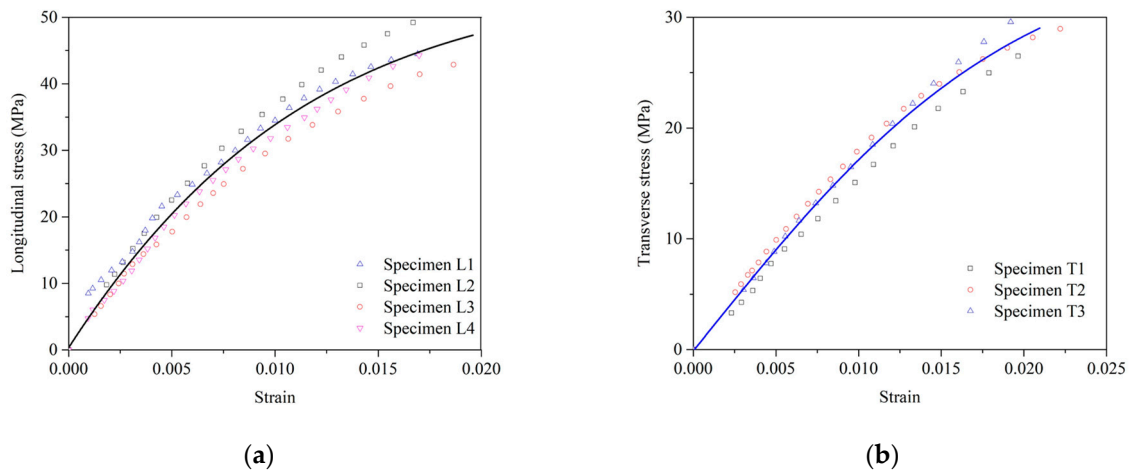 50
40
30
20
10
0
Longitudinal stress (MPa)
Specimen L1
Specimen L2
Specimen L3
Specimen L4
0.000 0.005 0.010 0.015 0.020
Strain
(a)
30
20
10
0
Transverse stress (MPa)
Specimen T1
Specimen T2
Specimen T3
0.000 0.005 0.010 0.015 0.020 0.025
Strain
(b)